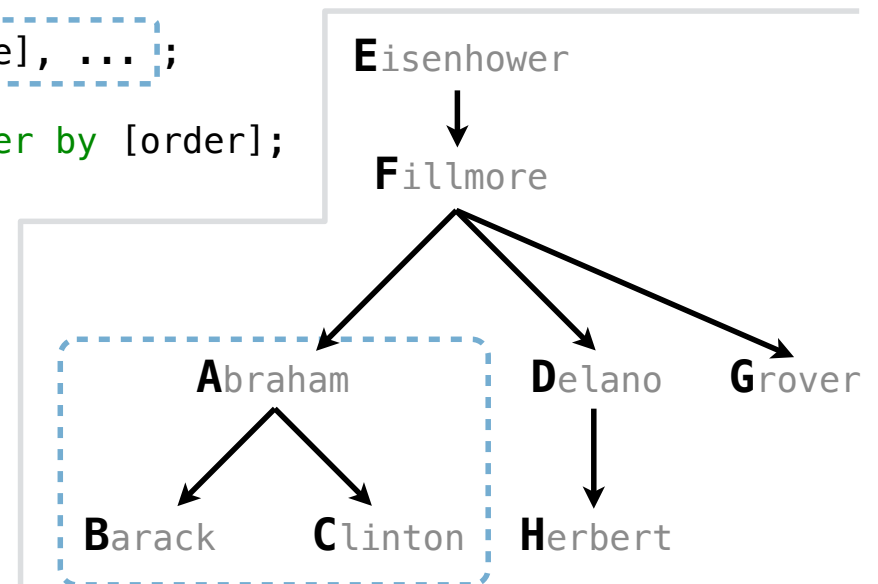 e], ... ;
er by [order];
Eisenhower
Fillmore
Abraham Delano Grover
Barack Clinton Herbert